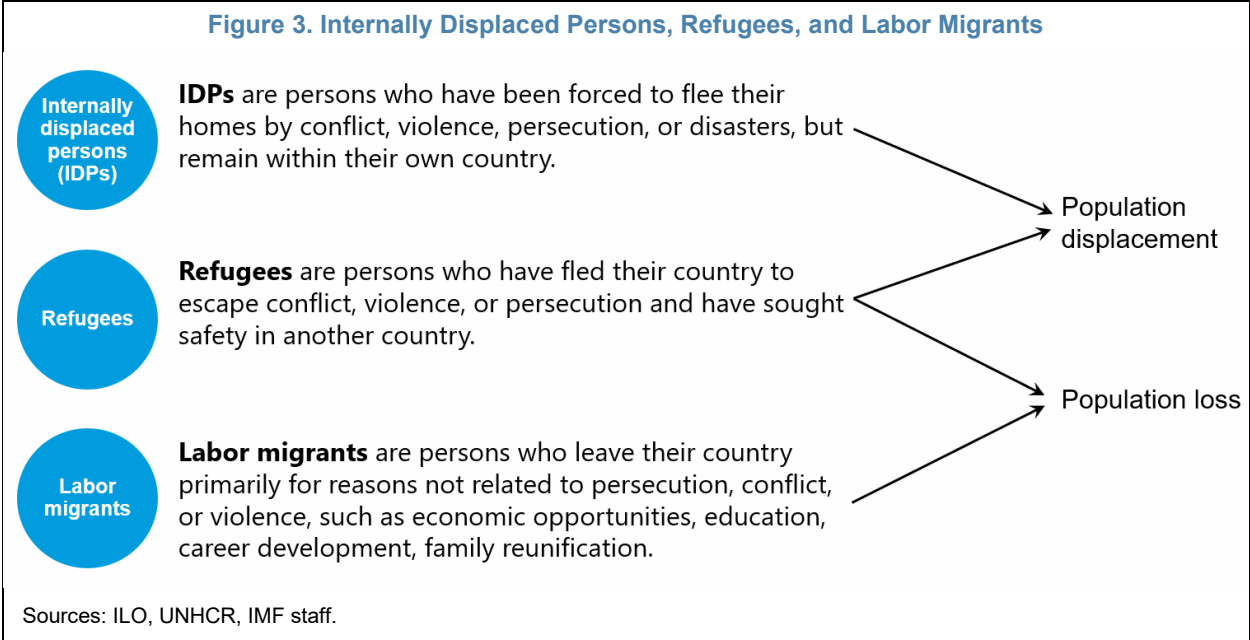 Figure 3. Internally Displaced Persons, Refugees, and Labor Migrants
Internally
displaced
persons
(IDPs)
IDPs are persons who have been forced to flee their
homes by conflict, violence, persecution, or disasters, but
remain within their own country.
Population
displacement
Refugees
Refugees are persons who have fled their country to
escape conflict, violence, or persecution and have sought
safety in another country.
Population loss
Labor
migrants
Labor migrants are persons who leave their country
primarily for reasons not related to persecution, conflict,
or violence, such as economic opportunities, education,
career development, family reunification.
Sources: ILO, UNHCR, IMF staff.